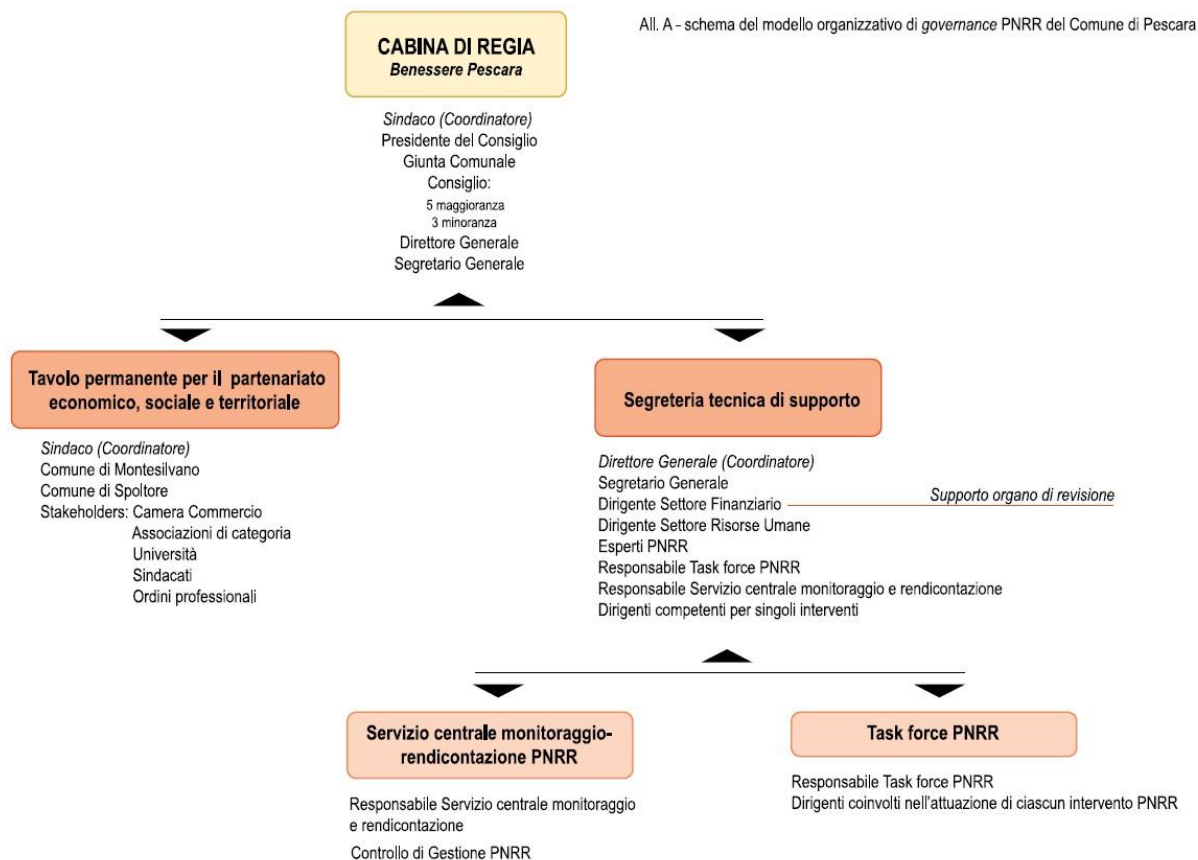 All. A - schema del modello organizzativo di governance PNRR del Comune di Pescara
CABINA DI REGIA
Benessere Pescara
Sindaco (Coordinatore)
Presidente del Consiglio
Giunta Comunale
Consiglio:
5 maggioranza
3 minoranza
Direttore Generale
Segretario Generale
Tavolo permanente per il partenariato
economico, sociale e territoriale
Sindaco (Coordinatore)
Comune di Montesilvano
Comune di Spoltore
Stakeholders: Camera Commercio
Associazioni di categoria
Università
Sindacati
Ordini professionali
Segreteria tecnica di supporto
Direttore Generale (Coordinatore)
Segretario Generale
Dirigente Settore Finanziario
Supporto organo di revisione
Dirigente Settore Risorse Umane
Esperti PNRR
Responsabile Task force PNRR
Responsabile Servizio centrale monitoraggio e rendicontazione
Dirigenti competenti per singoli interventi
Servizio centrale monitoraggio-
rendicontazione PNRR
Responsabile Servizio centrale monitoraggio
e rendicontazione
Controllo di Gestione PNRR
Task force PNRR
Responsabile Task force PNRR
Dirigenti coinvolti nell'attuazione di ciascun intervento PNRR